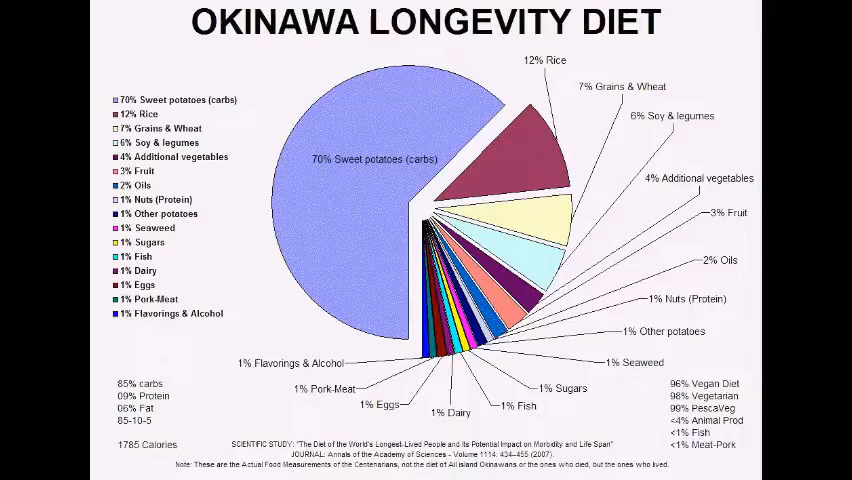 OKINAWA LONGEVITY DIET
70% Sweet potatoes (carbs)
12% Rice
7% Grains & Wheat
6% Soy & legumes
4% Additional vegetables
3% Fruit
2% Oils
1% Nuts (Protein)
1% Other potatoes
1% Seaweed
1% Sugars
1% Fish
1% Dairy
1% Eggs
1% Pork-Meat
1% Flavorings & Alcohol
70% Sweet potatoes (carbs)
12% Rice
7% Grains & Wheat
6% Soy & legumes
4% Additional vegetables
3% Fruit
2% Oils
1% Nuts (Protein)
1% Other potatoes
1% Seaweed
1% Sugars
1% Fish
1% Dairy
1% Eggs
1% Pork-Meat
1% Flavorings & Alcohol
85% carbs
09% Protein
06% Fat
85-10-5
1785 Calories
96% Vegan Diet
98% Vegetarian
99% PescaVeg
<4% Animal Prod
<1% Fish
<1% Meat-Pork
SCIENTIFIC STUDY: "The Diet of the World's Longest-Lived People and Its Potential Impact on Morbidity and Life Span"
JOURNAL: Annals of the Academy of Sciences - Volume 1114: 434–455 (2007).
Note: These are the Actual Food Measurements of the Centenarians, not the diet of All island Okinawans or the ones who died, but the ones who lived.